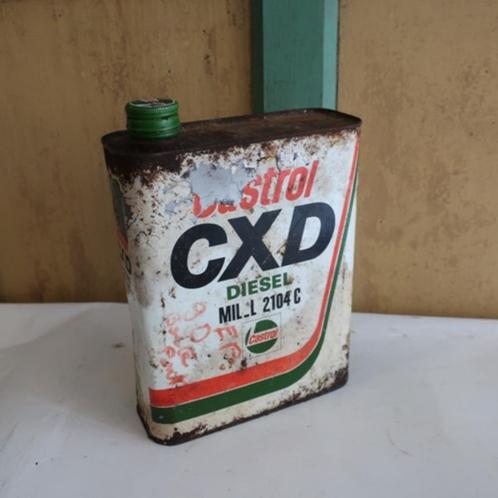 Castrol
CXD
DIESEL
MIL.L 2104 C
Castrol